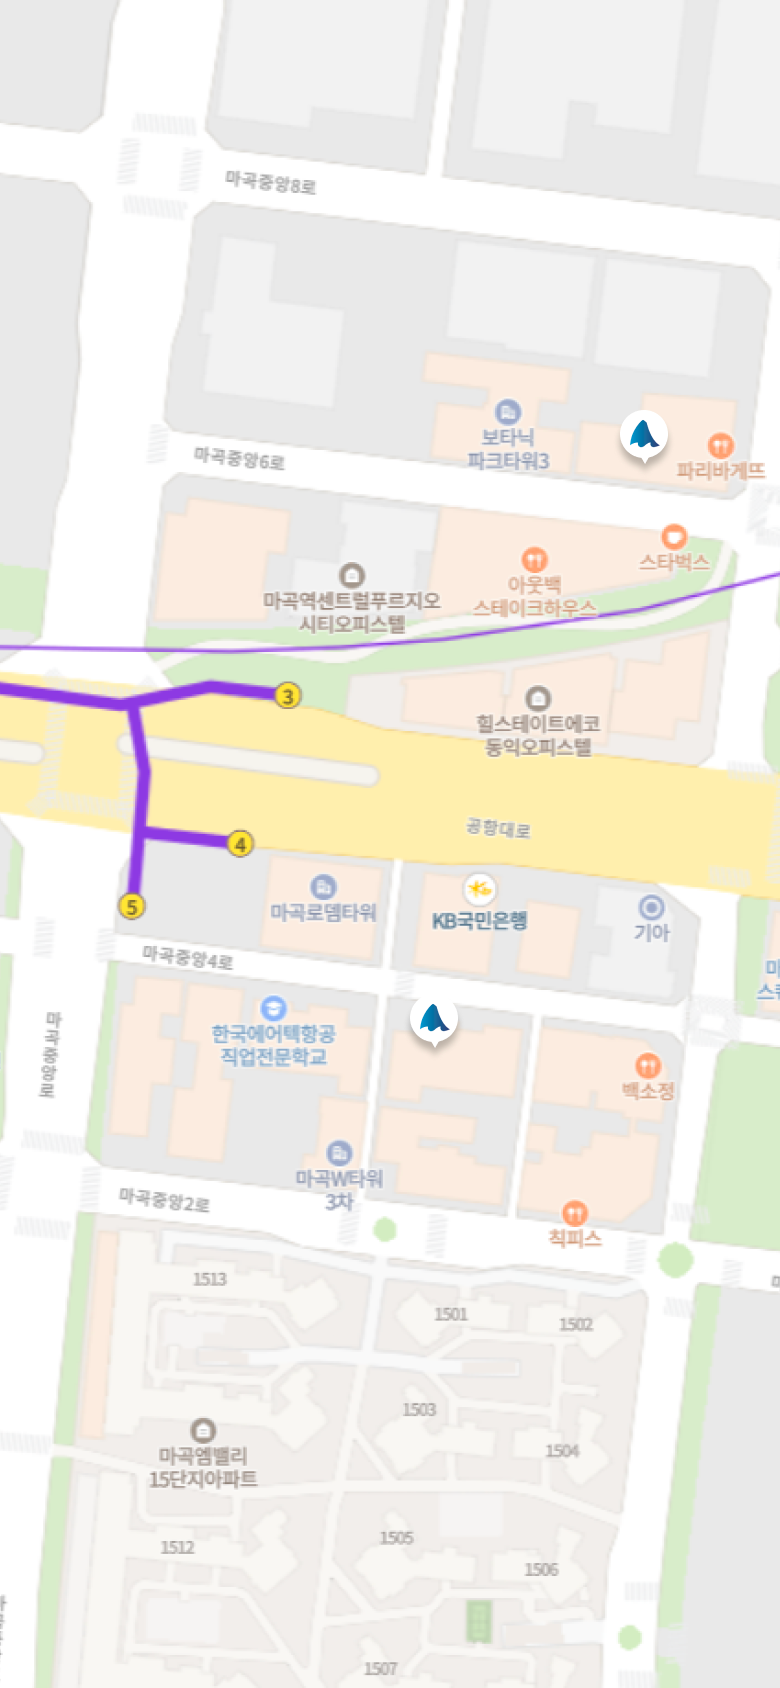 마곡중앙8로
보타닉
파크타워3
파리바게뜨
마곡중앙6로
스타벅스
아웃백
스테이크하우스
마곡역센트럴푸르지오
시티오피스텔
3
힐스테이트에코
동익오피스텔
공항대로
4
5
마곡로뎀타워
KB국민은행
기아
마곡중앙4로
한국에어텍항공
직업전문학교
마곡중앙로
백소정
마곡W타워
3차
마곡중앙2로
칙피스
1513
1501
1502
1503
1504
마곡엠밸리
15단지아파트
1505
1512
1506
1507